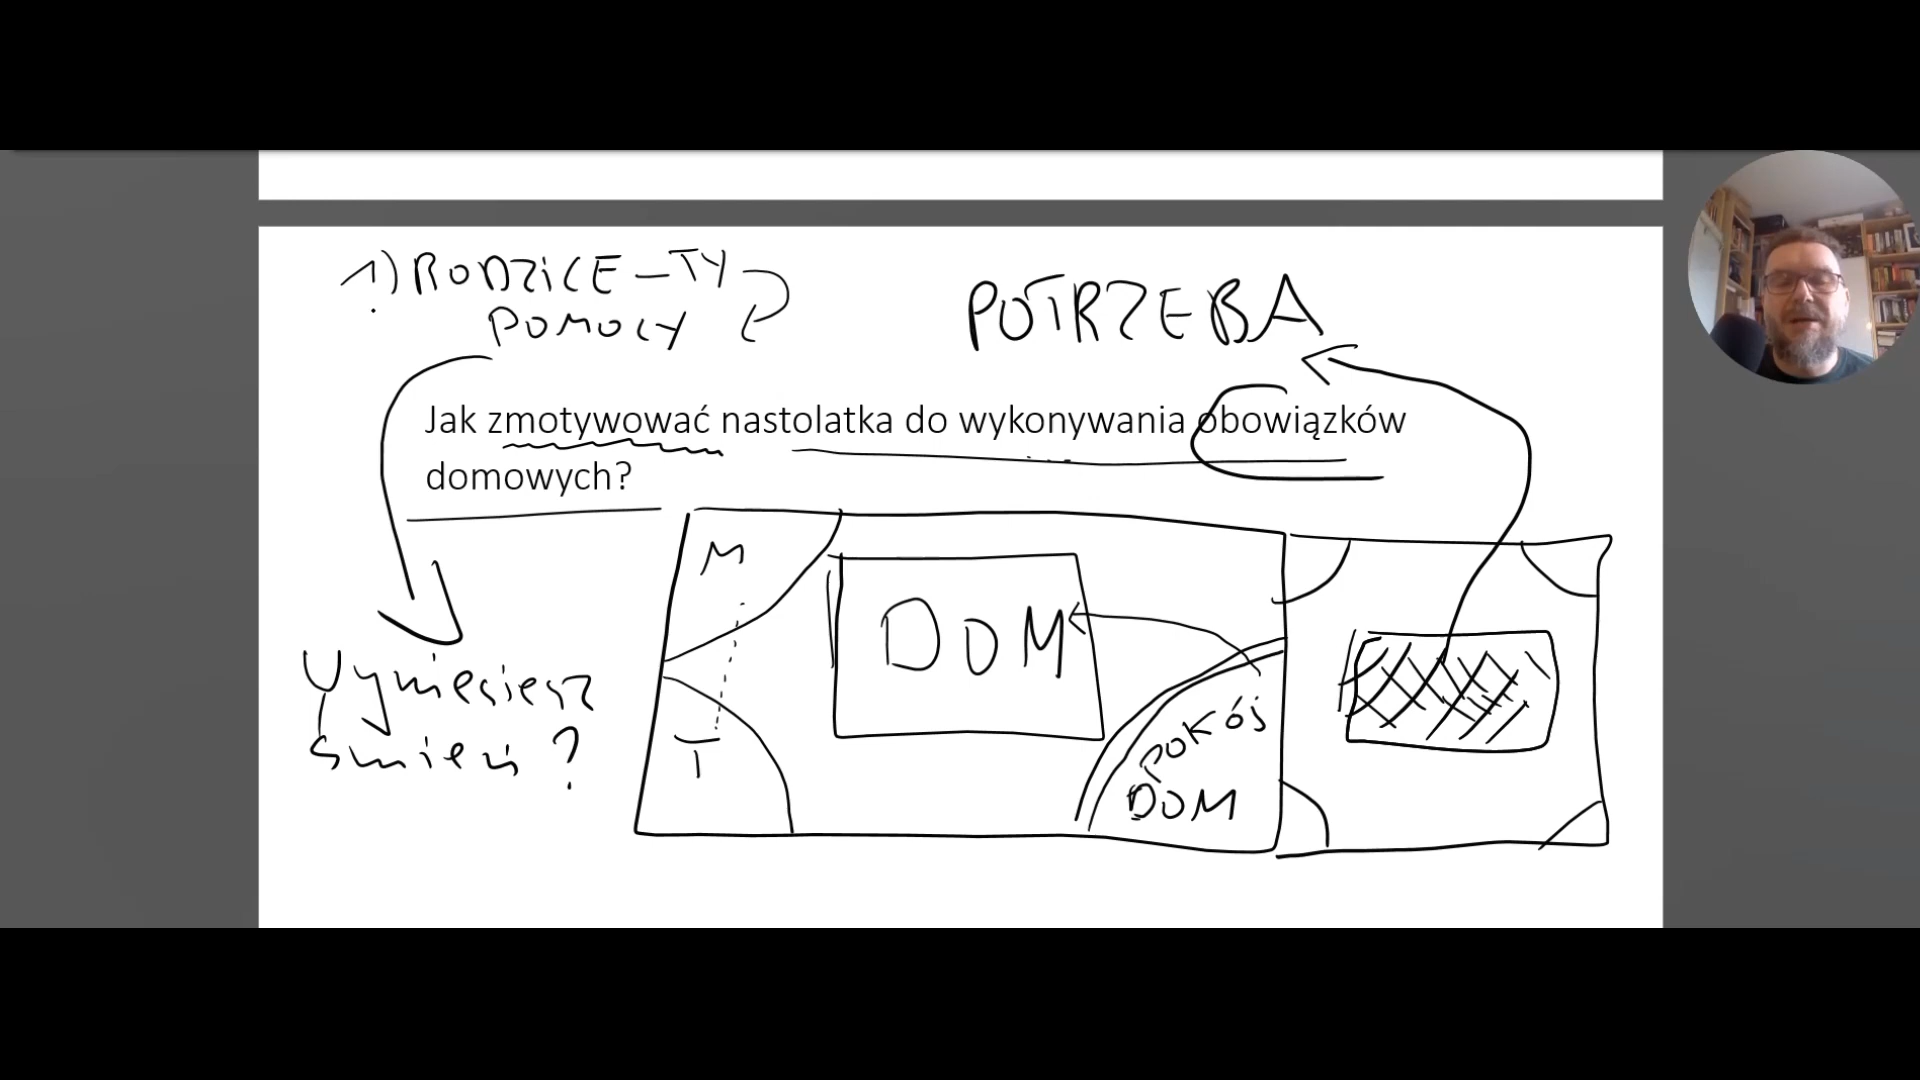 1) RODZICE - TY
POMOCY
POTRZEBA
Jak zmotywować nastolatka do wykonywania obowiązków
domowych?
M
DOM
T
POKÓJ
DOM
Wyniesiesz
śmieci?